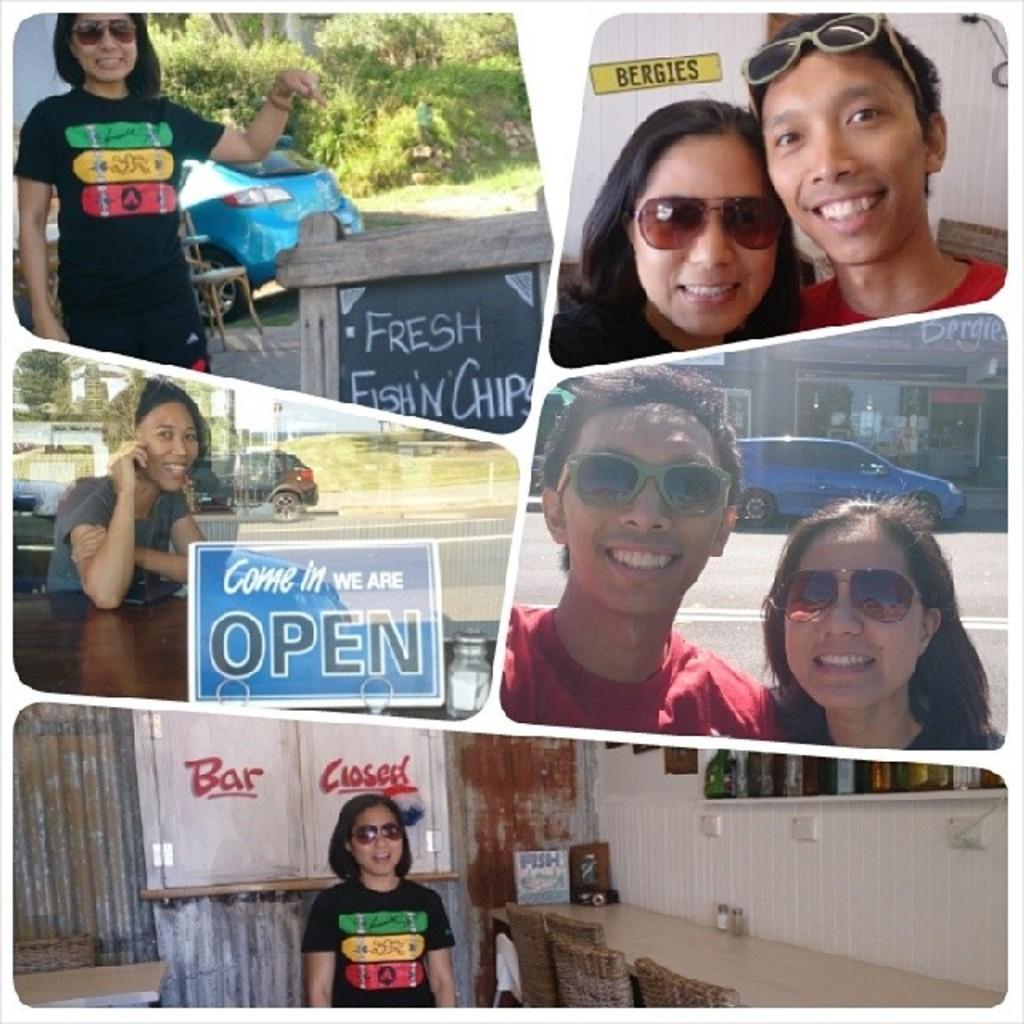 BERGIES
FRESH
FISH 'N' CHIPS
Bergies
Come in WE ARE
OPEN
Bar Closed
FISH